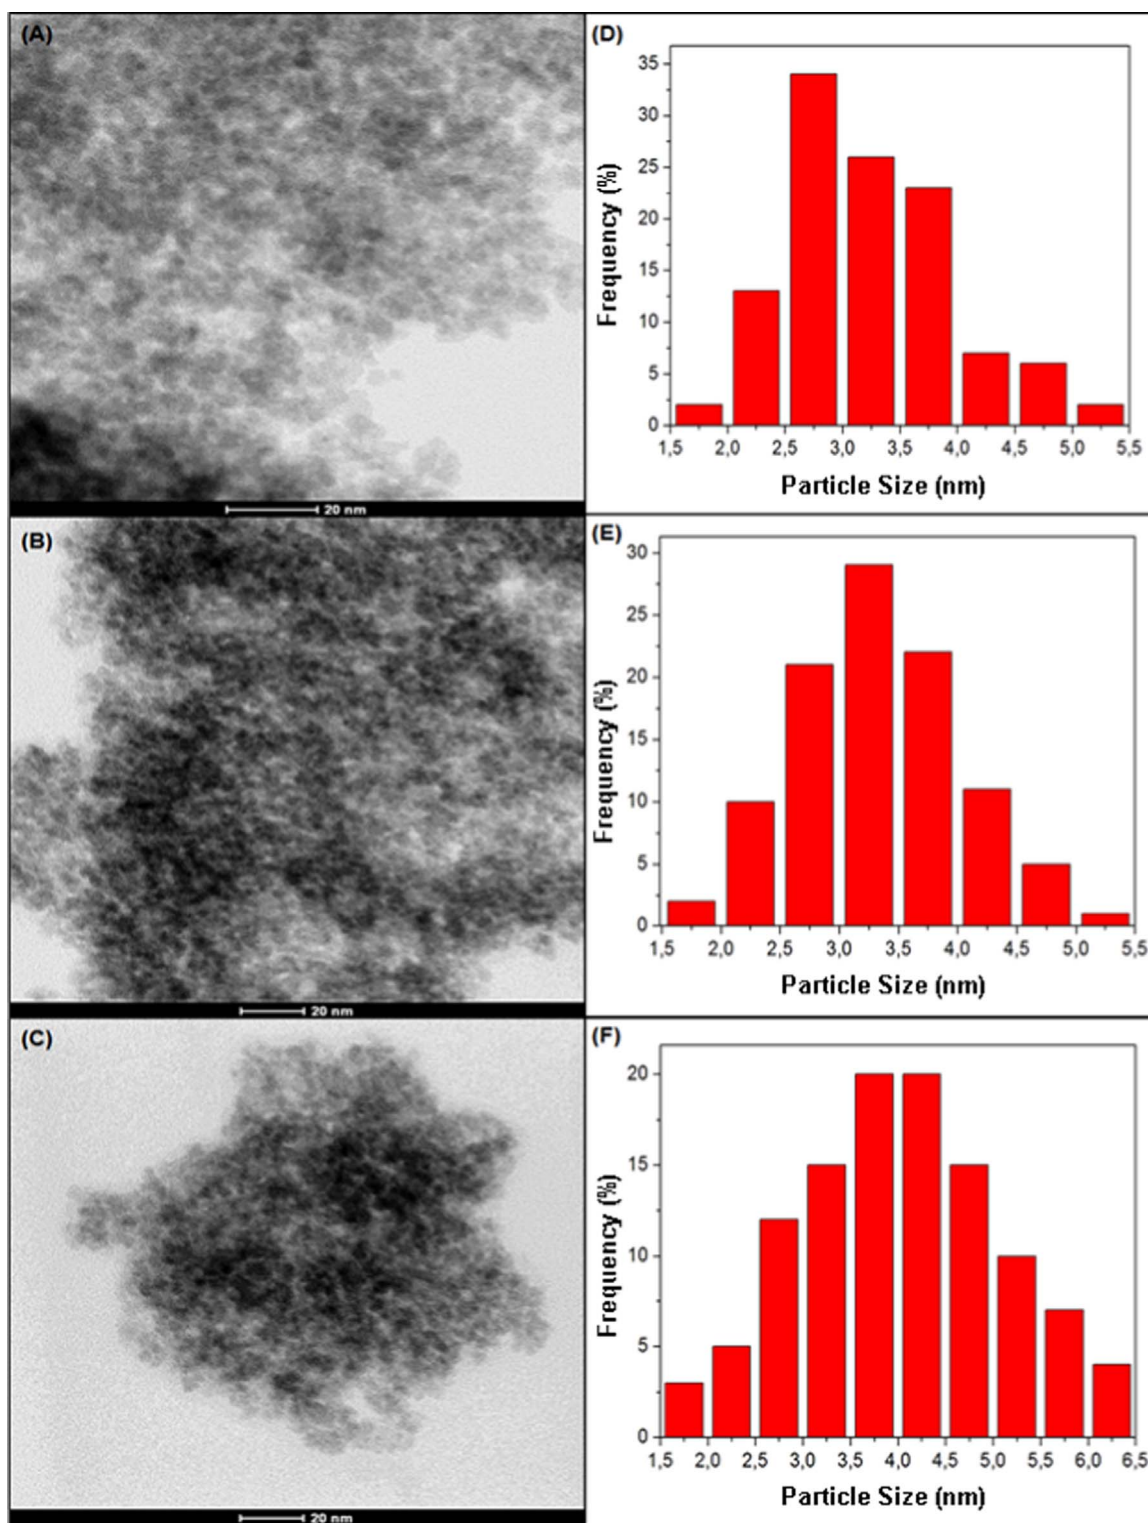 (A)
20 nm
(D)
35
30
25
20
15
10
5
0
Frequency (%)
1,5 2,0 2,5 3,0 3,5 4,0 4,5 5,0 5,5
Particle Size (nm)
(B)
20 nm
(E)
30
25
20
15
10
5
0
Frequency (%)
1,5 2,0 2,5 3,0 3,5 4,0 4,5 5,0 5,5
Particle Size (nm)
(C)
20 nm
(F)
20
15
10
5
0
Frequency (%)
1,5 2,0 2,5 3,0 3,5 4,0 4,5 5,0 5,5 6,0 6,5
Particle Size (nm)